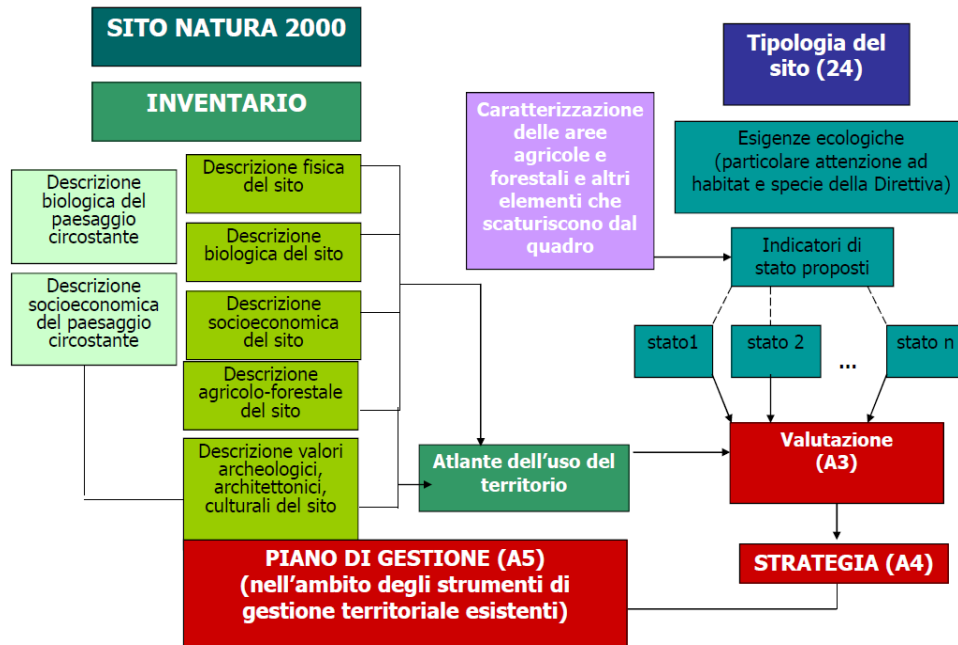 SITO NATURA 2000
INVENTARIO
Descrizione
biologica del
paesaggio
circostante
Descrizione
socioeconomica
del paesaggio
circostante
Descrizione fisica
del sito
Descrizione
biologica del sito
Descrizione
socioeconomica del
sito
Descrizione
agricolo-forestale
del sito
Descrizione valori
archeologici,
architettonici,
culturali del sito
Caratterizzazione
delle aree
agricole e
forestali e altri
elementi che
scaturiscono dal
quadro
Tipologia del
sito (24)
Esigenze ecologiche
(particolare attenzione ad
habitat e specie della Direttiva)
Indicatori di
stato proposti
stato1
stato 2
...
stato n
Atlante dell’uso del
territorio
Valutazione
(A3)
STRATEGIA (A4)
PIANO DI GESTIONE (A5)
(nell’ambito degli strumenti di
gestione territoriale esistenti)